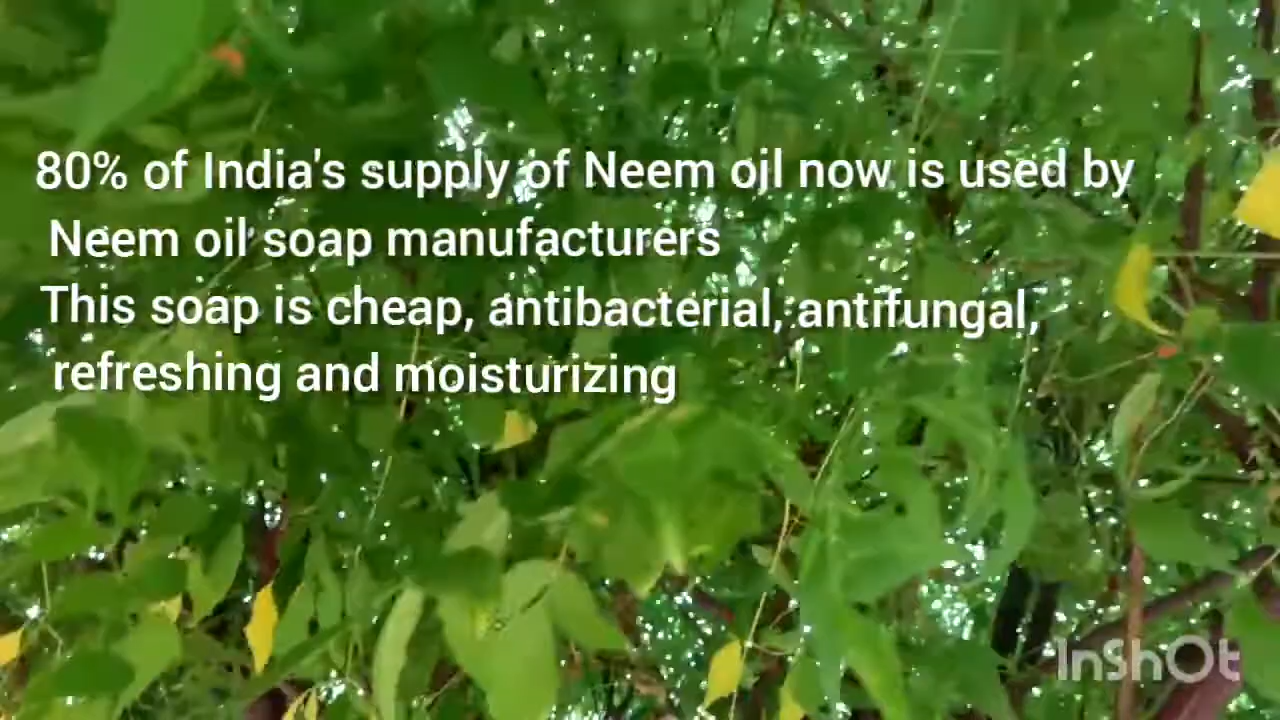 80% of India's supply of Neem oil now is used by
Neem oil soap manufacturers
This soap is cheap, antibacterial, antifungal,
refreshing and moisturizing
InShOt